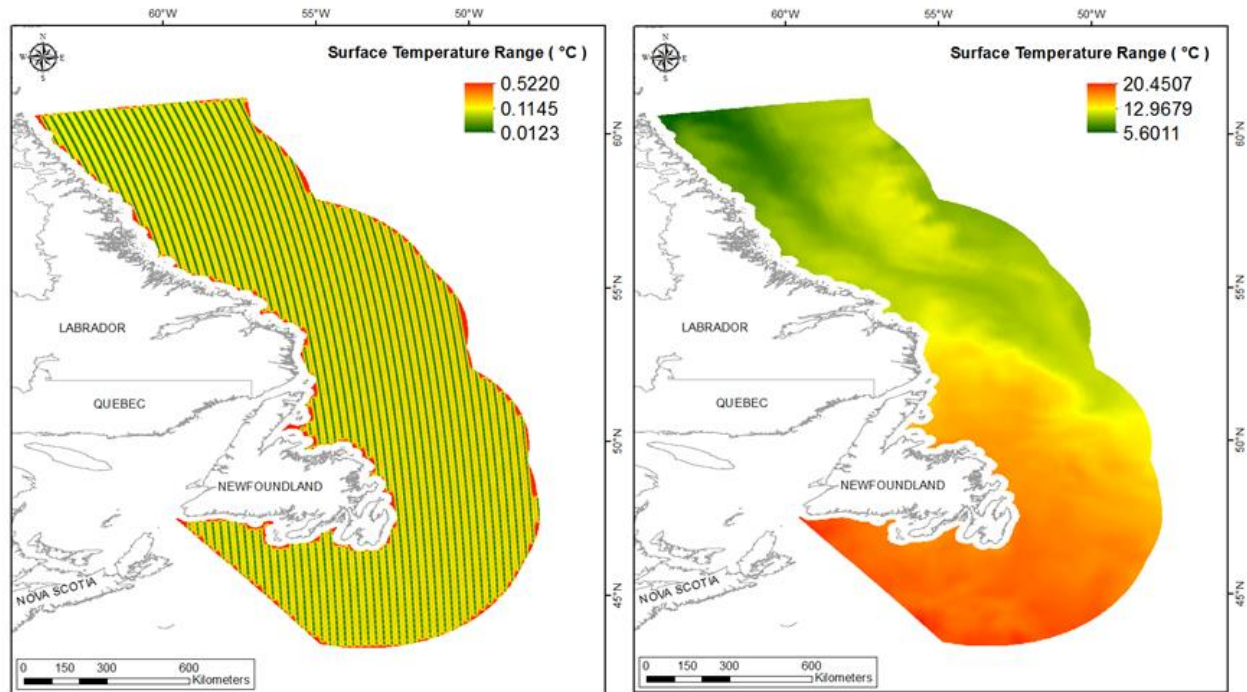 60°W 55°W 50°W
N
W E
S
Surface Temperature Range ( °C )
0.5220
0.1145
0.0123
60°N
55°N
50°N
45°N
LABRADOR
QUEBEC
NEWFOUNDLAND
NOVA SCOTIA
0 150 300 600
Kilometers
60°W 55°W 50°W
N
W E
S
Surface Temperature Range ( °C )
20.4507
12.9679
5.6011
60°N
55°N
50°N
45°N
LABRADOR
QUEBEC
NEWFOUNDLAND
NOVA SCOTIA
0 150 300 600
Kilometers